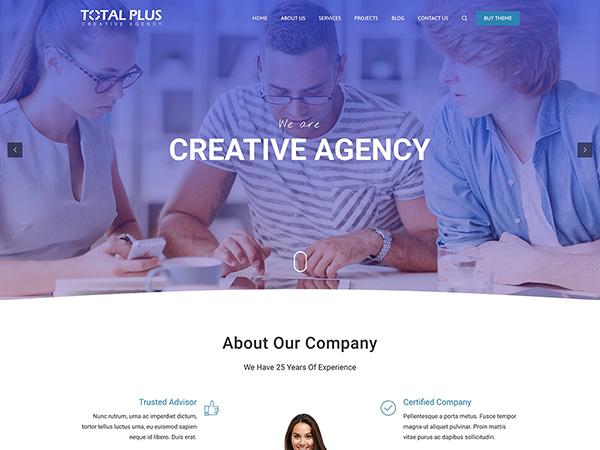 TOTAL PLUS
CREATIVE AGENCY
HOME ABOUT US SERVICES PROJECTS BLOG CONTACT US BUY THEME
We are
CREATIVE AGENCY
About Our Company
We Have 25 Years Of Experience
Trusted Advisor
Nunc rutrum, urna ac imperdiet dictum,
tortor tellus luctus urna, eu euismod sapien
neque id libero. Duis erat.
Certified Company
Pellentesque a porta metus. Fusce tempor
magna ut aliquet pulvinar. Proin mattis
vitae purus ac dapibus sollicitudin.